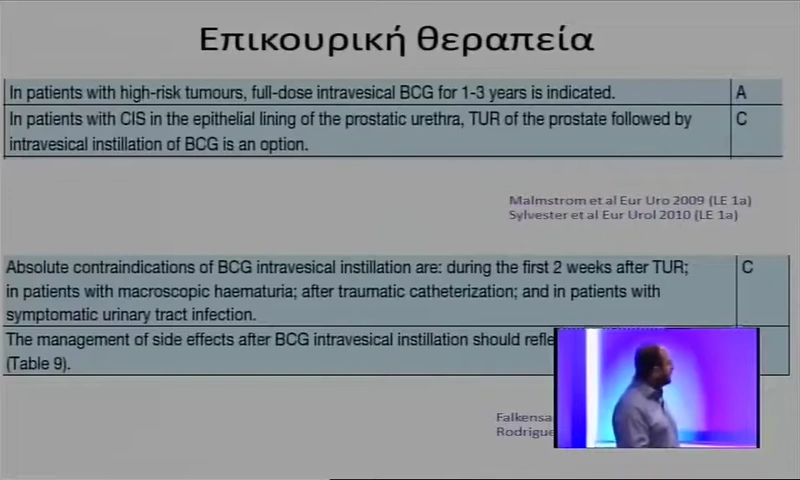 Επικουρική θεραπεία
In patients with high-risk tumours, full-dose intravesical BCG for 1-3 years is indicated. A
In patients with CIS in the epithelial lining of the prostatic urethra, TUR of the prostate followed by C
intravesical instillation of BCG is an option.
Malmstrom et al Eur Uro 2009 (LE 1a)
Sylvester et al Eur Urol 2010 (LE 1a)
Absolute contraindications of BCG intravesical instillation are: during the first 2 weeks after TUR; C
in patients with macroscopic haematuria; after traumatic catheterization; and in patients with
symptomatic urinary tract infection.
The management of side effects after BCG intravesical instillation should refle
(Table 9).
Falkensa
Rodrigue